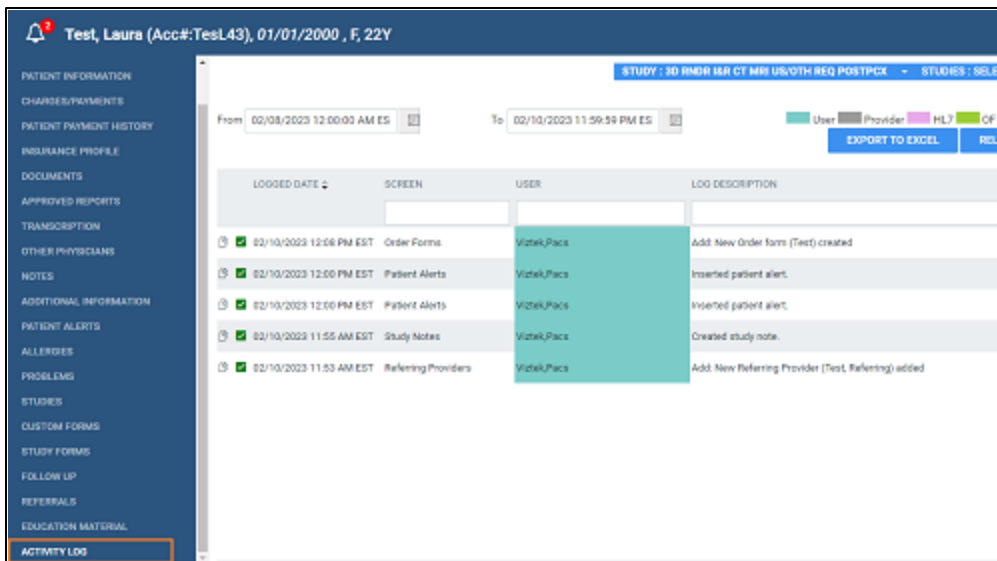 2
Test, Laura (Acc#:TesL43), 01/01/2000 , F, 22Y
PATIENT INFORMATION
CHARGES/PAYMENTS
PATIENT PAYMENT HISTORY
INSURANCE PROFILE
DOCUMENTS
APPROVED REPORTS
TRANSCRIPTION
OTHER PHYSICIANS
NOTES
ADDITIONAL INFORMATION
PATIENT ALERTS
ALLERGIES
PROBLEMS
STUDIES
CUSTOM FORMS
STUDY FORMS
FOLLOW UP
REFERRALS
EDUCATION MATERIAL
ACTIVITY LOG
STUDY : 3D RNDR I&R CT MRI US/OTH REQ POSTPCX STUDIES : SELE
From 02/08/2023 12:00:00 AM ES To 02/10/2023 11:59:59 PM ES User Provider HL7 OF
EXPORT TO EXCEL REL
LOGGED DATE SCREEN USER LOG DESCRIPTION
02/10/2023 12:08 PM EST Order Forms Viztek,Pacs Add: New Order form (Test) created
02/10/2023 12:00 PM EST Patient Alerts Viztek,Pacs Inserted patient alert.
02/10/2023 12:00 PM EST Patient Alerts Viztek,Pacs Inserted patient alert.
02/10/2023 11:55 AM EST Study Notes Viztek,Pacs Created study note.
02/10/2023 11:53 AM EST Referring Providers Viztek,Pacs Add: New Referring Provider (Test, Referring) added